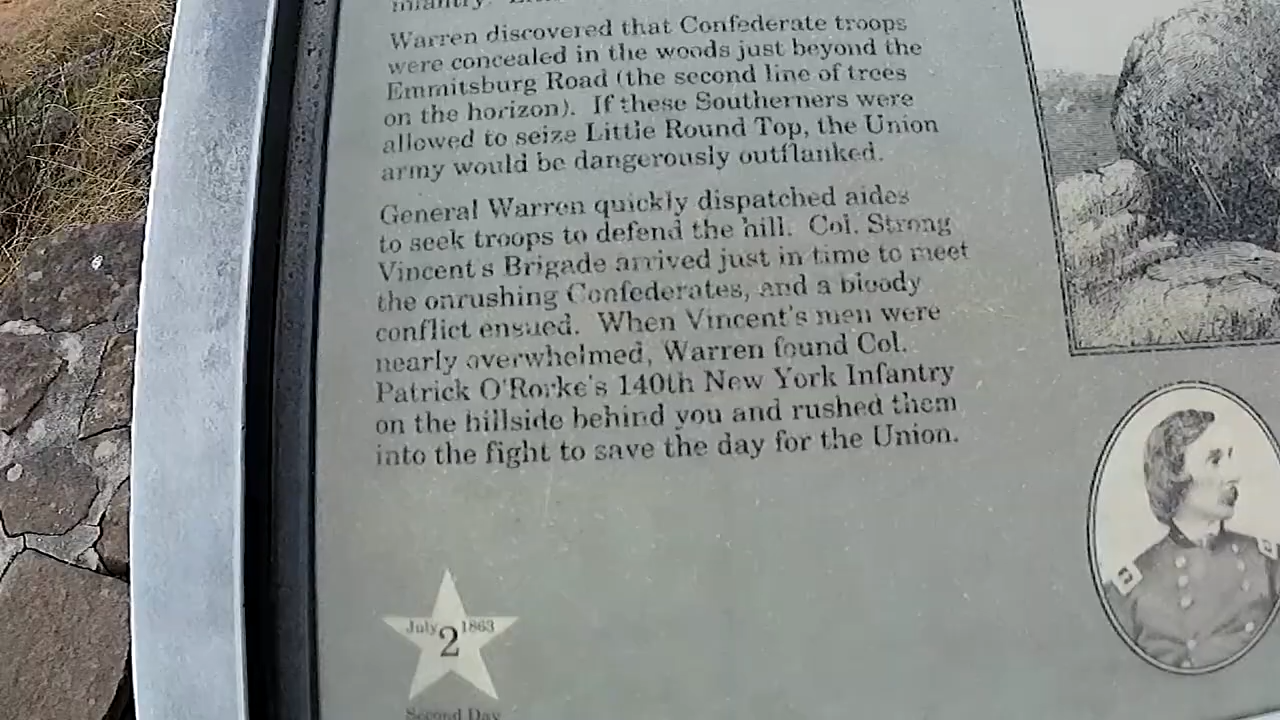 infantry.
Warren discovered that Confederate troops
were concealed in the woods just beyond the
Emmitsburg Road (the second line of trees
on the horizon). If these Southerners were
allowed to seize Little Round Top, the Union
army would be dangerously outflanked.
General Warren quickly dispatched aides
to seek troops to defend the hill. Col. Strong
Vincent's Brigade arrived just in time to meet
the onrushing Confederates, and a bloody
conflict ensued. When Vincent's men were
nearly overwhelmed, Warren found Col.
Patrick O'Rorke's 140th New York Infantry
on the hillside behind you and rushed them
into the fight to save the day for the Union.
July 2 1863
Second Day